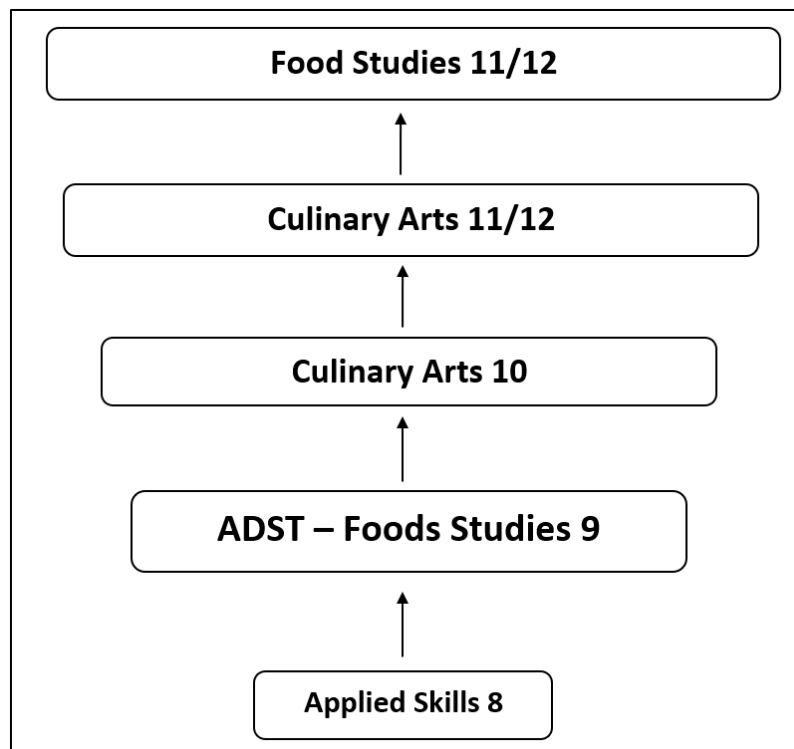 Food Studies 11/12
Culinary Arts 11/12
Culinary Arts 10
ADST – Foods Studies 9
Applied Skills 8